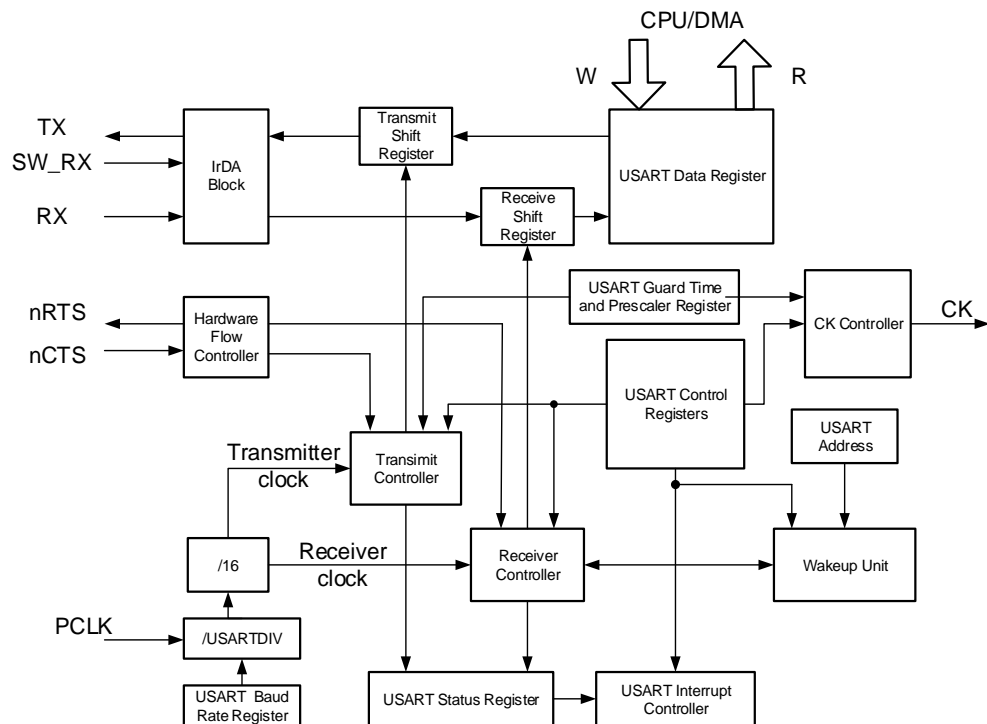 CPU/DMA
W
R
TX
SW_RX
RX
IrDA
Block
Transmit
Shift
Register
Receive
Shift
Register
USART Data Register
nRTS
nCTS
Hardware
Flow
Controller
USART Guard Time
and Prescaler Register
CK Controller
CK
USART Control
Registers
USART
Address
Transmitter
clock
Transimit
Controller
/16
Receiver
clock
Receiver
Controller
Wakeup Unit
PCLK
/USARTDIV
USART Baud
Rate Register
USART Status Register
USART Interrupt
Controller